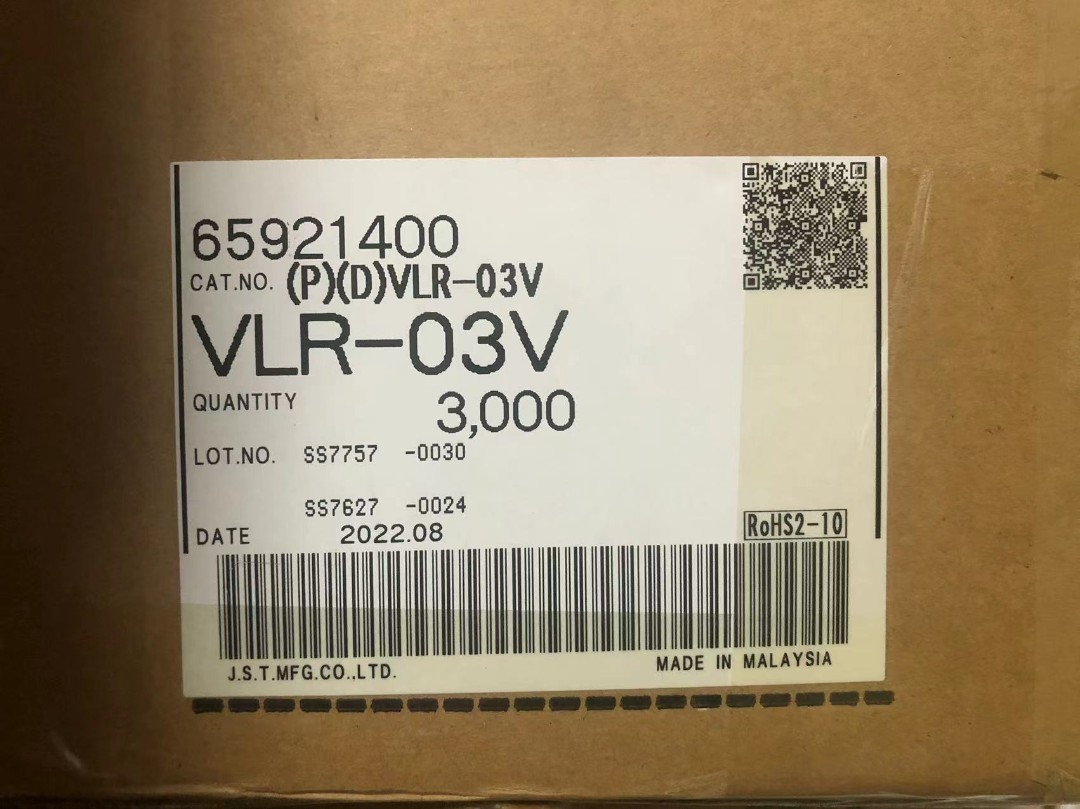 65921400
CAT.NO. (P)(D)VLR-03V
VLR-03V
QUANTITY 3,000
LOT.NO. SS7757 -0030
SS7627 -0024
DATE 2022.08
RoHS2-10
J.S.T.MFG.CO.,LTD.
MADE IN MALAYSIA